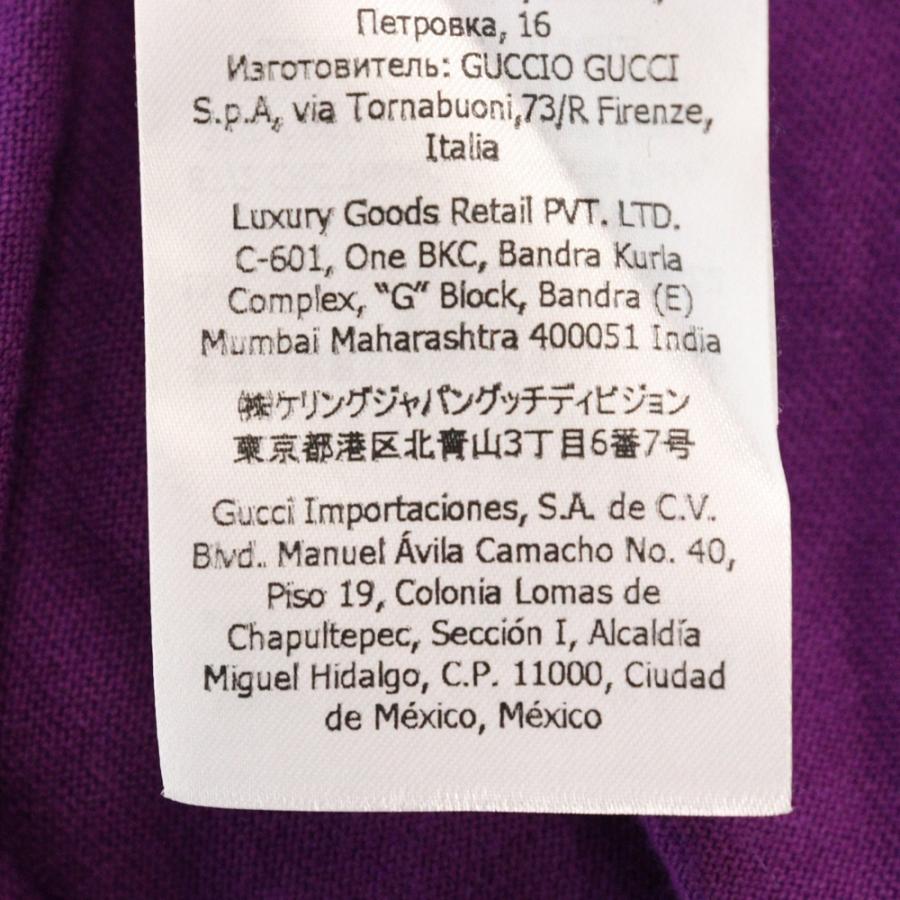 Петровка, 16
Изготовитель: GUCCIO GUCCI
S.p.A, via Tornabuoni,73/R Firenze,
Italia
Luxury Goods Retail PVT. LTD.
C-601, One BKC, Bandra Kurla
Complex, "G" Block, Bandra (E)
Mumbai Maharashtra 400051 India
㈱ケリングジャパングッチディビジョン
東京都港区北青山3丁目6番7号
Gucci Importaciones, S.A. de C.V.
Blvd. Manuel Ávila Camacho No. 40,
Piso 19, Colonia Lomas de
Chapultepec, Sección I, Alcaldía
Miguel Hidalgo, C.P. 11000, Ciudad
de México, México